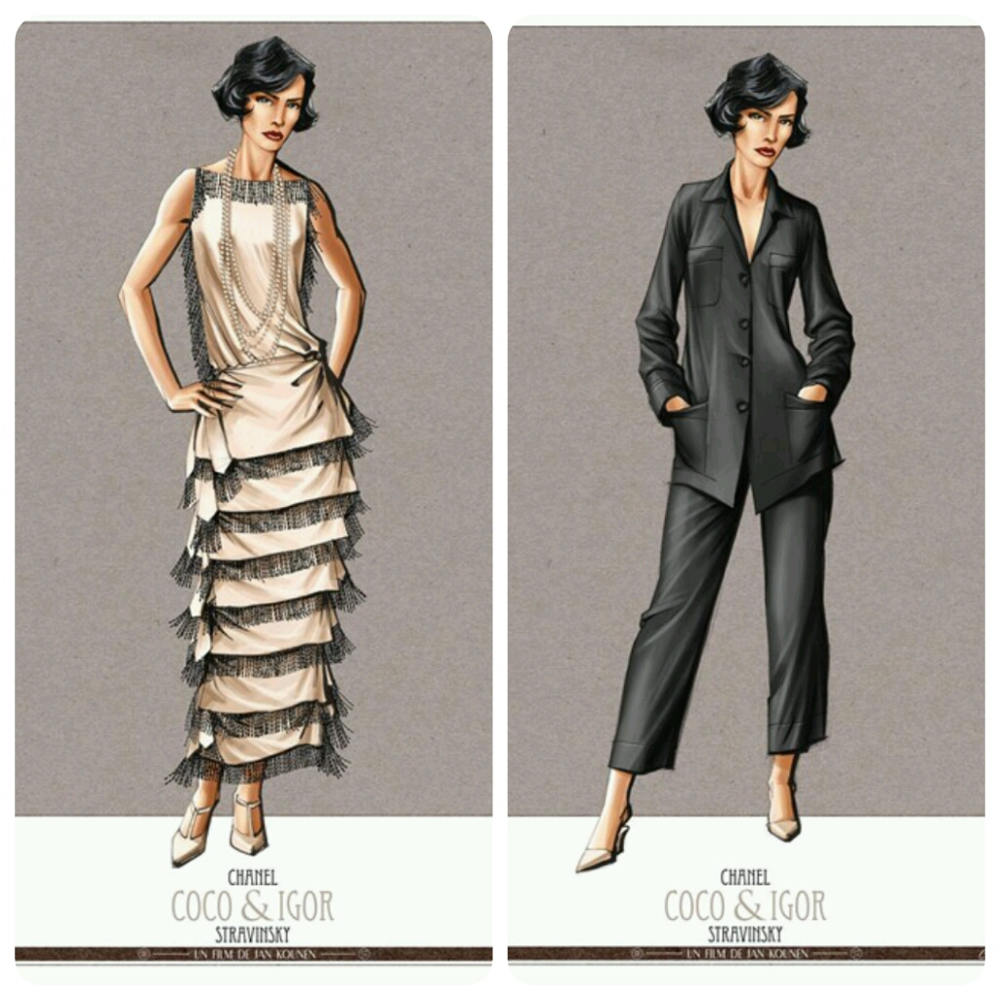 CHANEL
COCO & IGOR
STRAVINSKY
UN FILM DE JAN KOUNEN
CHANEL
COCO & IGOR
STRAVINSKY
UN FILM DE JAN KOUNEN